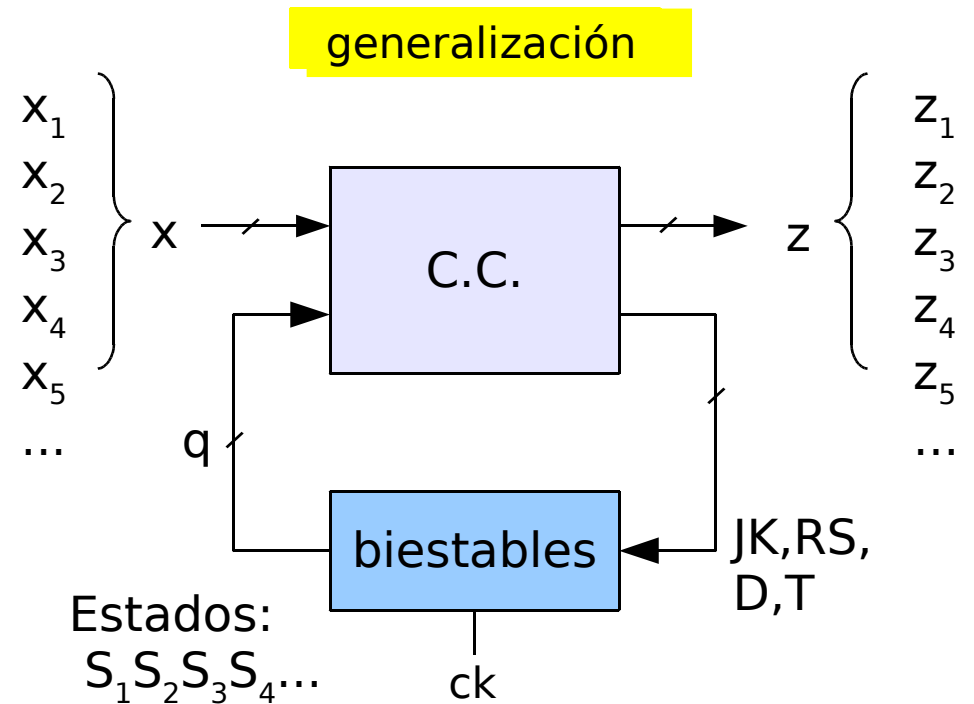 generalización
x1
x2
x3
x4
x5
...
x
C.C.
z
z1
z2
z3
z4
z5
...
q
biestables
JK,RS,
D,T
Estados:
S1S2S3S4...
ck